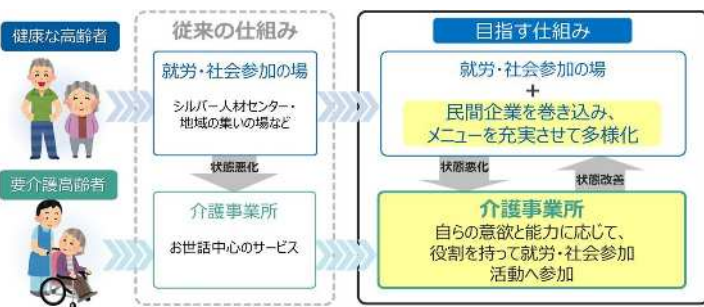 健康な高齢者
従来の仕組み
就労・社会参加の場
シルバー人材センター・
地域の集いの場など
状態悪化
要介護高齢者
介護事業所
お世話中心のサービス
目指す仕組み
就労・社会参加の場
+
民間企業を巻き込み、
メニューを充実させて多様化
状態悪化
状態改善
介護事業所
自らの意欲と能力に応じて、
役割を持って就労・社会参加
活動へ参加